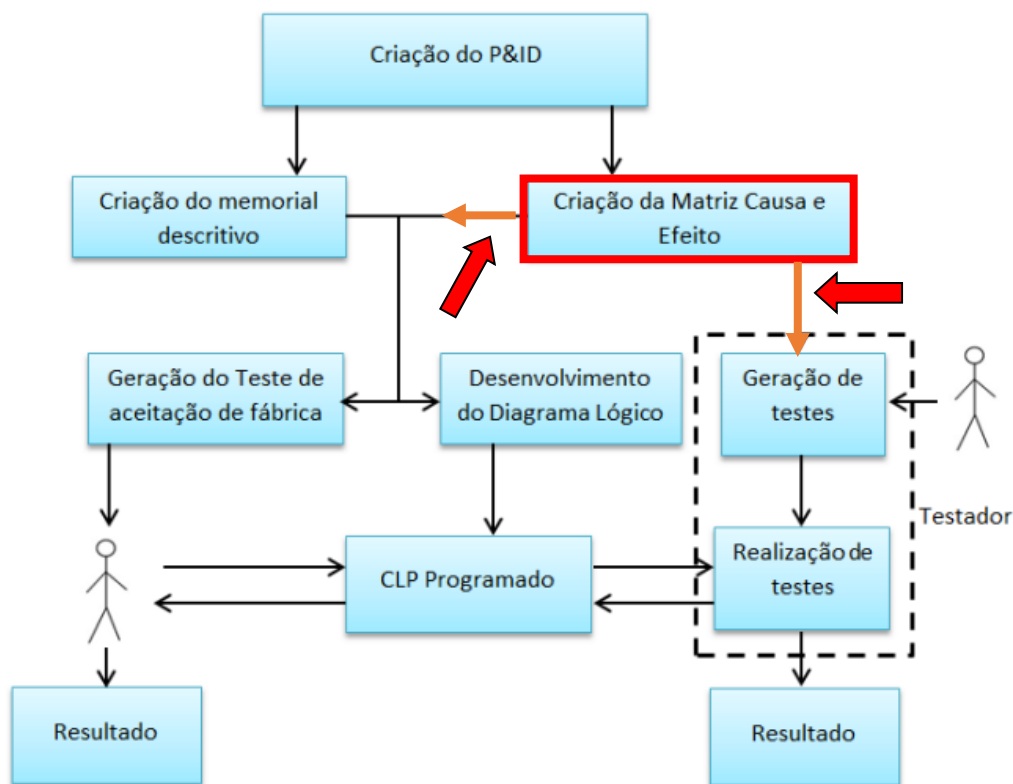 Criação do P&ID
Criação do memorial
descritivo
Criação da Matriz Causa e
Efeito
Geração do Teste de
aceitação de fábrica
Desenvolvimento
do Diagrama Lógico
Geração de
testes
Testador
CLP Programado
Realização de
testes
Resultado
Resultado